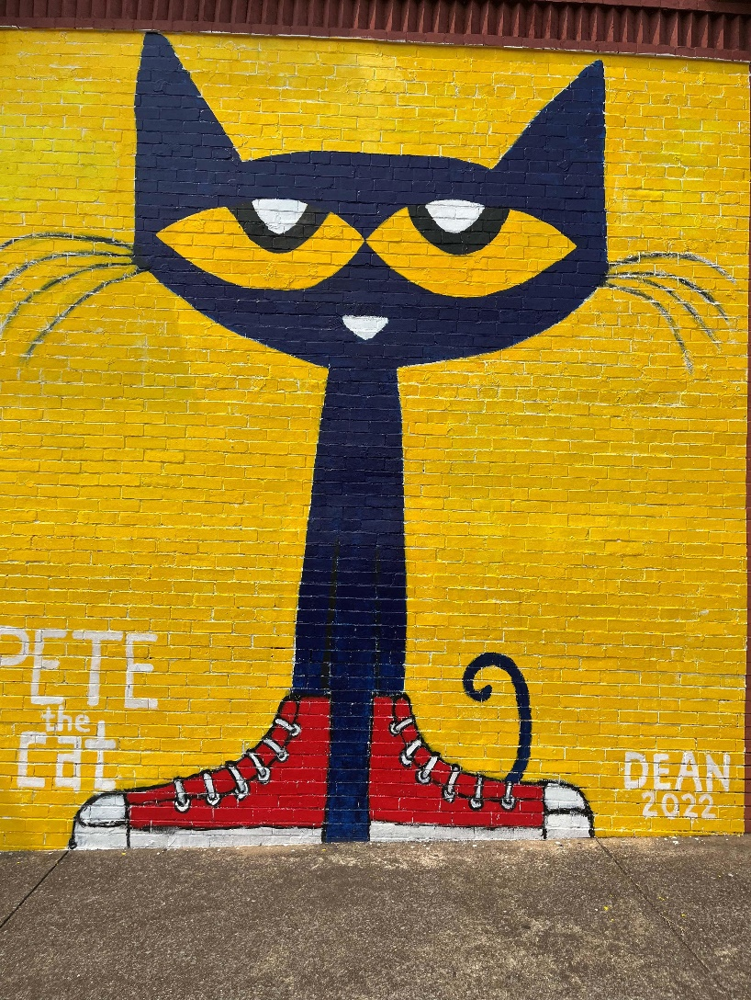 PETE
the
cat
DEAN
2022